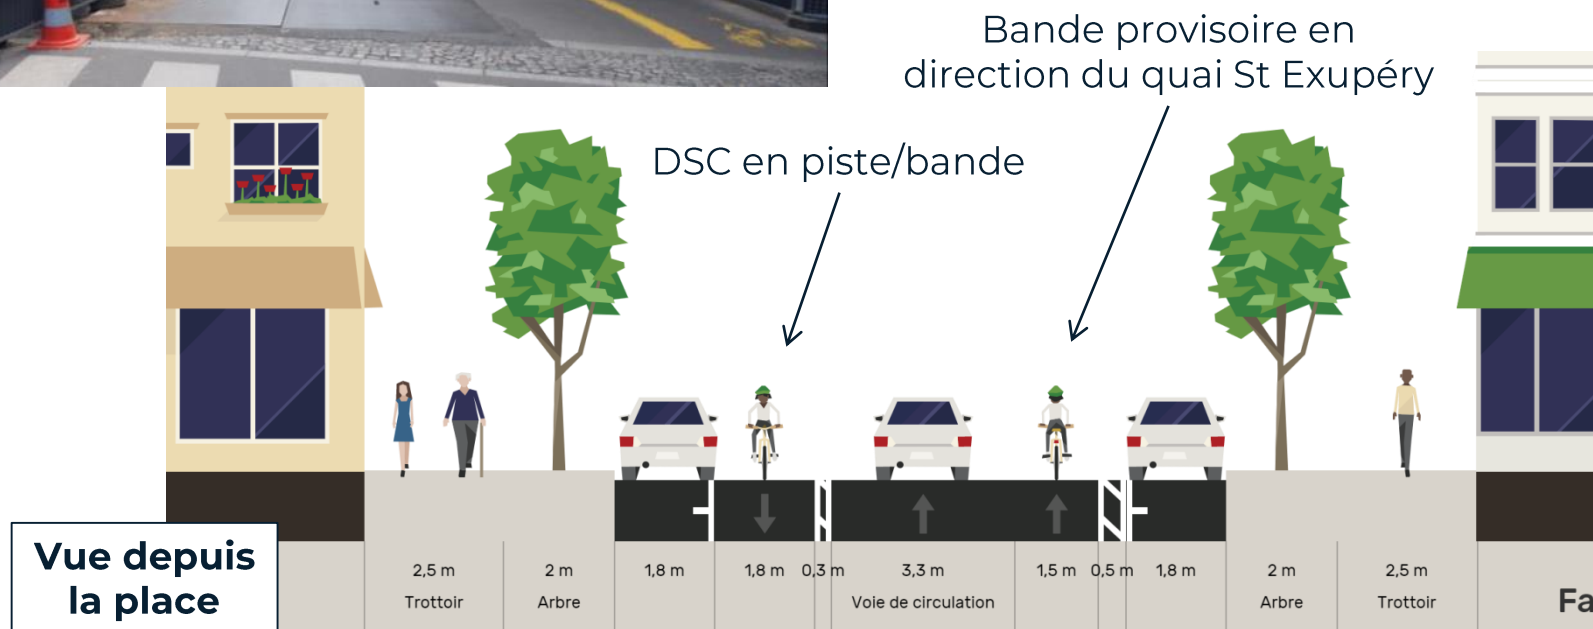 Bande provisoire en
direction du quai St Exupéry
DSC en piste/bande
Vue depuis
la place
2,5 m
Trottoir
2 m
Arbre
1,8 m
1,8 m
0,3 m
3,3 m
Voie de circulation
1,5 m
0,5 m
1,8 m
2 m
Arbre
2,5 m
Trottoir